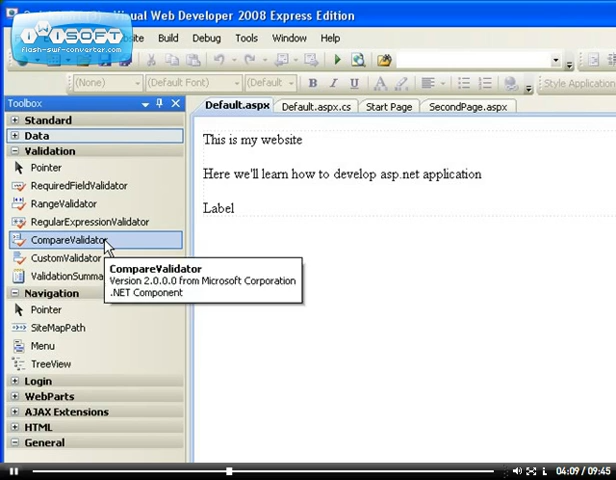 Visual Web Developer 2008 Express Edition
iWiSOFT
flash-swf-converter.com
Build Debug Tools Window Help
(None) (Default Font) (Default B I U A Style Application
Toolbox
Default.aspx Default.aspx.cs Start Page SecondPage.aspx
Standard
Data
Validation
Pointer
RequiredFieldValidator
RangeValidator
RegularExpressionValidator
CompareValidator
CustomValidator
ValidationSumma
Navigation
Pointer
SiteMapPath
Menu
TreeView
Login
WebParts
AJAX Extensions
HTML
General
This is my website
Here we'll learn how to develop asp.net application
Label
CompareValidator
Version 2.0.0.0 from Microsoft Corporation
.NET Component
04:09 / 09:45